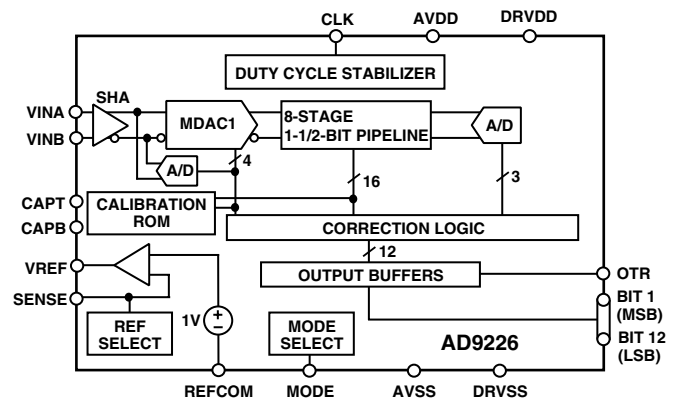 CLK
AVDD
DRVDD
DUTY CYCLE STABILIZER
SHA
VINA
VINB
MDAC1
8-STAGE
1-1/2-BIT PIPELINE
A/D
A/D
4
16
3
CAPT
CAPB
CALIBRATION
ROM
CORRECTION LOGIC
12
VREF
OUTPUT BUFFERS
OTR
SENSE
BIT 1
(MSB)
REF
SELECT
1V
+
–
MODE
SELECT
AD9226
BIT 12
(LSB)
REFCOM
MODE
AVSS
DRVSS